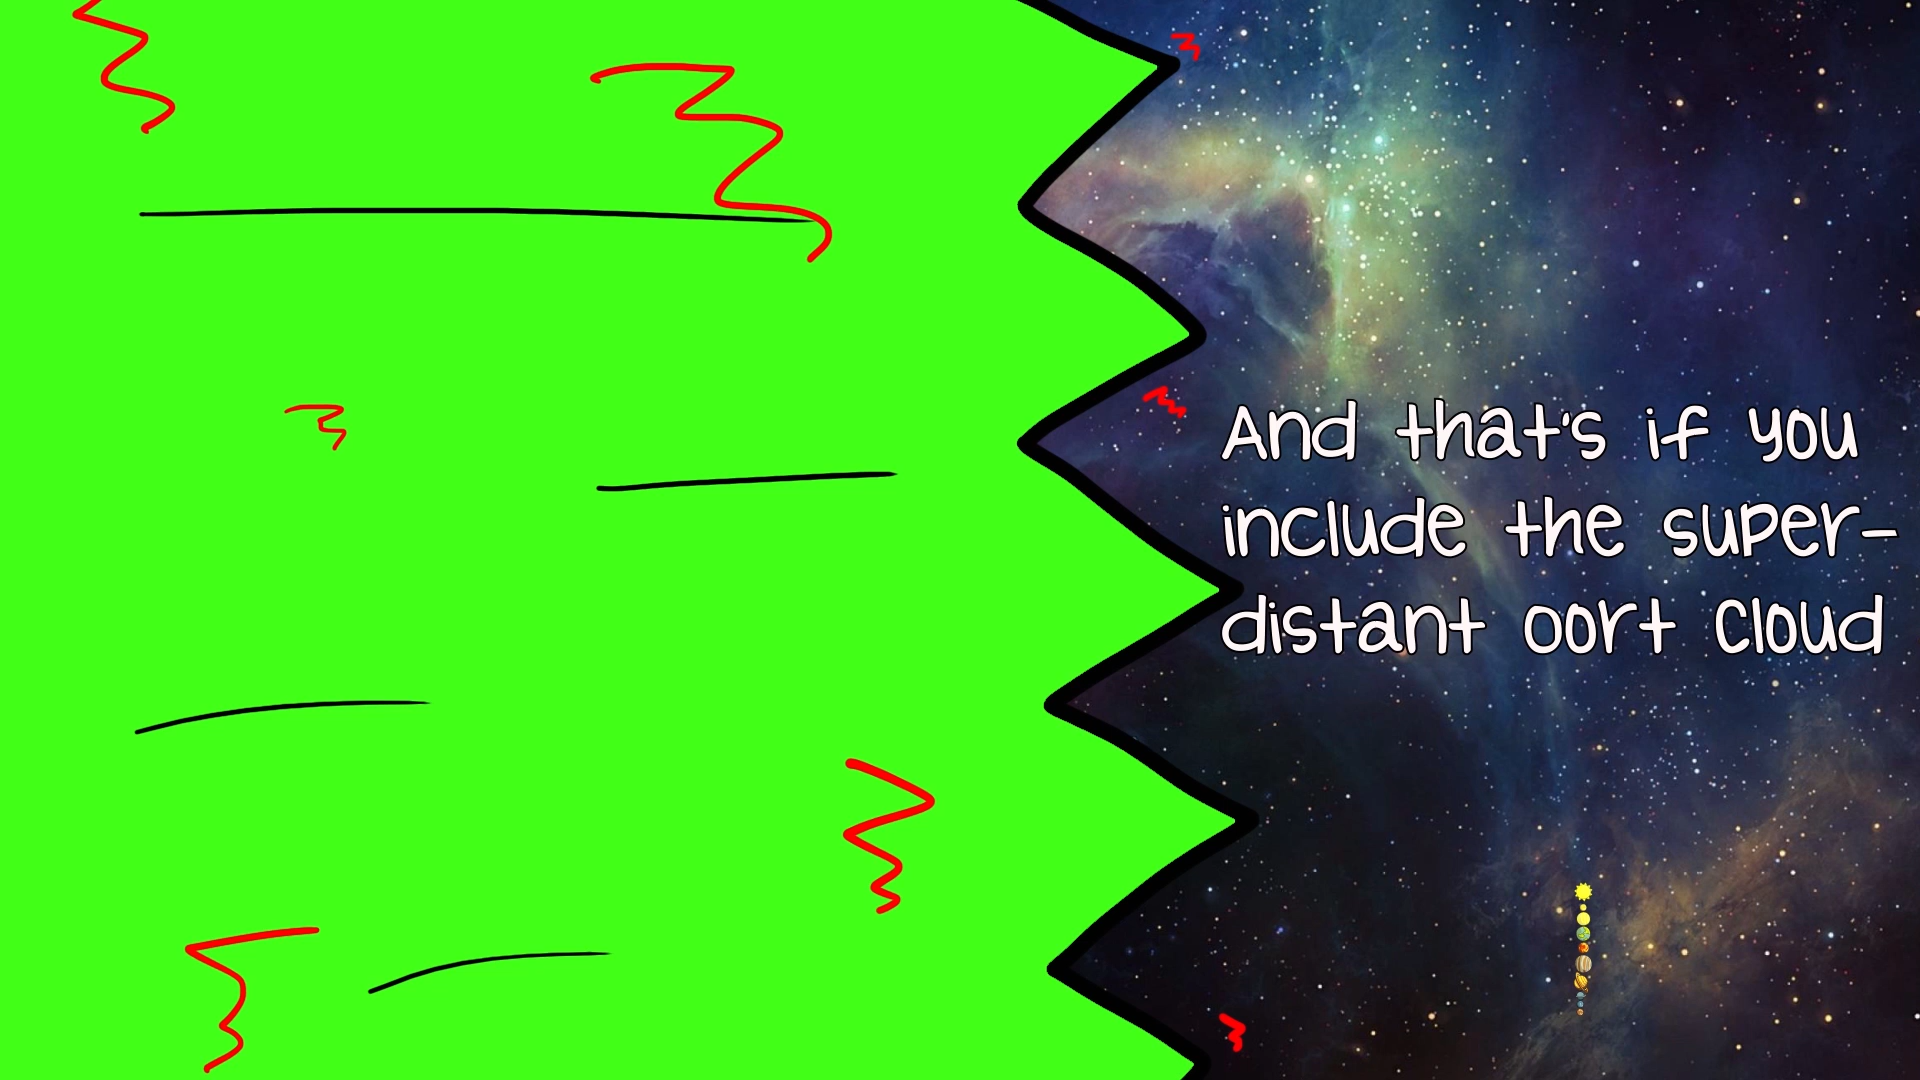 And that's if you
include the super-
distant oort cloud